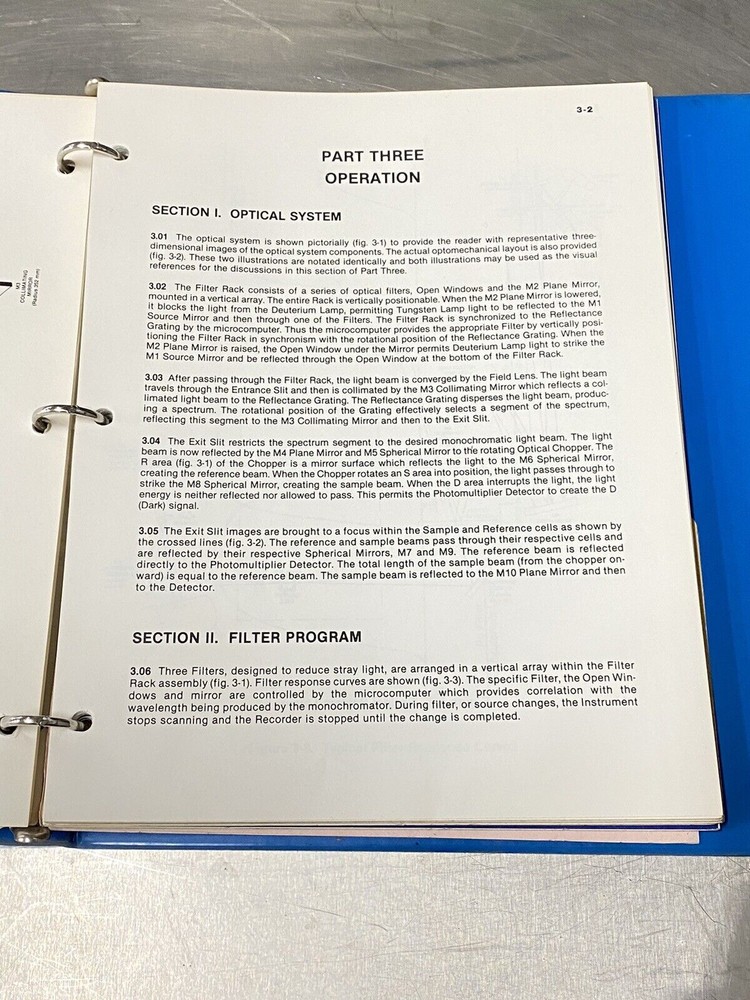 3-2
PART THREE
OPERATION
SECTION I. OPTICAL SYSTEM
3.01 The optical system is shown pictorially (fig. 3-1) to provide the reader with representative three-
dimensional images of the optical system components. The actual optomechanical layout is also provided
(fig. 3-2). These two illustrations are notated identically and both illustrations may be used as the visual
references for the discussions in this section of Part Three.
3.02 The Filter Rack consists of a series of optical filters, Open Windows and the M2 Plane Mirror,
mounted in a vertical array. The entire Rack is vertically positionable. When the M2 Plane Mirror is lowered,
it blocks the light from the Deuterium Lamp, permitting Tungsten Lamp light to be reflected to the M1
Source Mirror and then through one of the Filters. The Filter Rack is synchronized to the Reflectance
Grating by the microcomputer. Thus the microcomputer provides the appropriate Filter by vertically posi-
tioning the Filter Rack in synchronism with the rotational position of the Reflectance Grating. When the
M2 Plane Mirror is raised, the Open Window under the Mirror permits Deuterium Lamp light to strike the
M1 Source Mirror and be reflected through the Open Window at the bottom of the Filter Rack.
3.03 After passing through the Filter Rack, the light beam is converged by the Field Lens. The light beam
travels through the Entrance Slit and then is collimated by the M3 Collimating Mirror which reflects a col-
limated light beam to the Reflectance Grating. The Reflectance Grating disperses the light beam, produc-
ing a spectrum. The rotational position of the Grating effectively selects a segment of the spectrum,
reflecting this segment to the M3 Collimating Mirror and then to the Exit Slit.
3.04 The Exit Slit restricts the spectrum segment to the desired monochromatic light beam. The light
beam is now reflected by the M4 Plane Mirror and M5 Spherical Mirror to the rotating Optical Chopper. The
R area (fig. 3-1) of the Chopper is a mirror surface which reflects the light to the M6 Spherical Mirror,
creating the reference beam. When the Chopper rotates an S area into position, the light passes through to
strike the M8 Spherical Mirror, creating the sample beam. When the D area interrupts the light, the light
energy is neither reflected nor allowed to pass. This permits the Photomultiplier Detector to create the D
(Dark) signal.
3.05 The Exit Slit images are brought to a focus within the Sample and Reference cells as shown by
the crossed lines (fig. 3-2). The reference and sample beams pass through their respective cells and
are reflected by their respective Spherical Mirrors, M7 and M9. The reference beam is reflected
directly to the Photomultiplier Detector. The total length of the sample beam (from the chopper on-
ward) is equal to the reference beam. The sample beam is reflected to the M10 Plane Mirror and then
to the Detector.
SECTION II. FILTER PROGRAM
3.06 Three Filters, designed to reduce stray light, are arranged in a vertical array within the Filter
Rack assembly (fig. 3-1). Filter response curves are shown (fig. 3-3). The specific Filter, the Open Win-
dows and mirror are controlled by the microcomputer which provides correlation with the
wavelength being produced by the monochromator. During filter, or source changes, the Instrument
stops scanning and the Recorder is stopped until the change is completed.
M3
COLLIMATING
MIRROR
(Radius 202 mm)